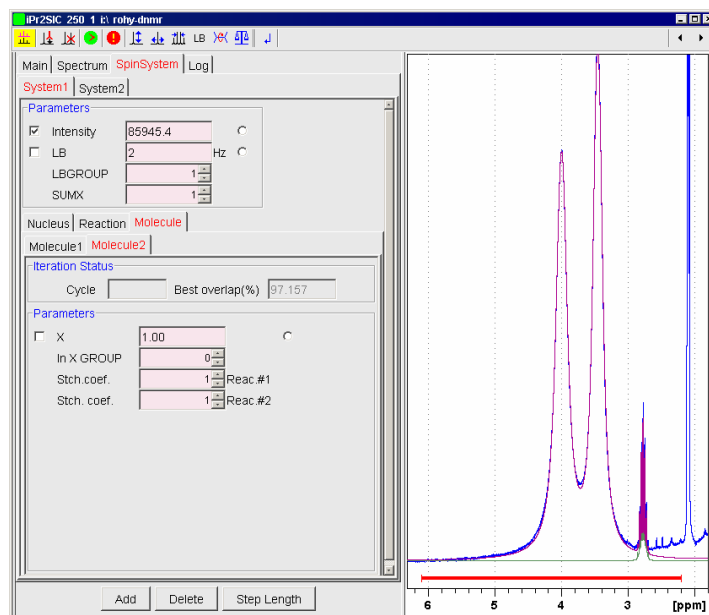 iPr2SIC 250 1 i:\ rohy-dnmr
LB
Main Spectrum SpinSystem Log
System1 System2
Parameters
Intensity 85945.4
LB 2 Hz
LBGROUP 1
SUMX 1
Nucleus Reaction Molecule
Molecule1 Molecule2
Iteration Status
Cycle Best overlap(%) 97.157
Parameters
X 1.00
In X GROUP 0
Stch.coef. 1 Reac.#1
Stch. coef. 1 Reac.#2
Add Delete Step Length
6 5 4 3 [ppm]